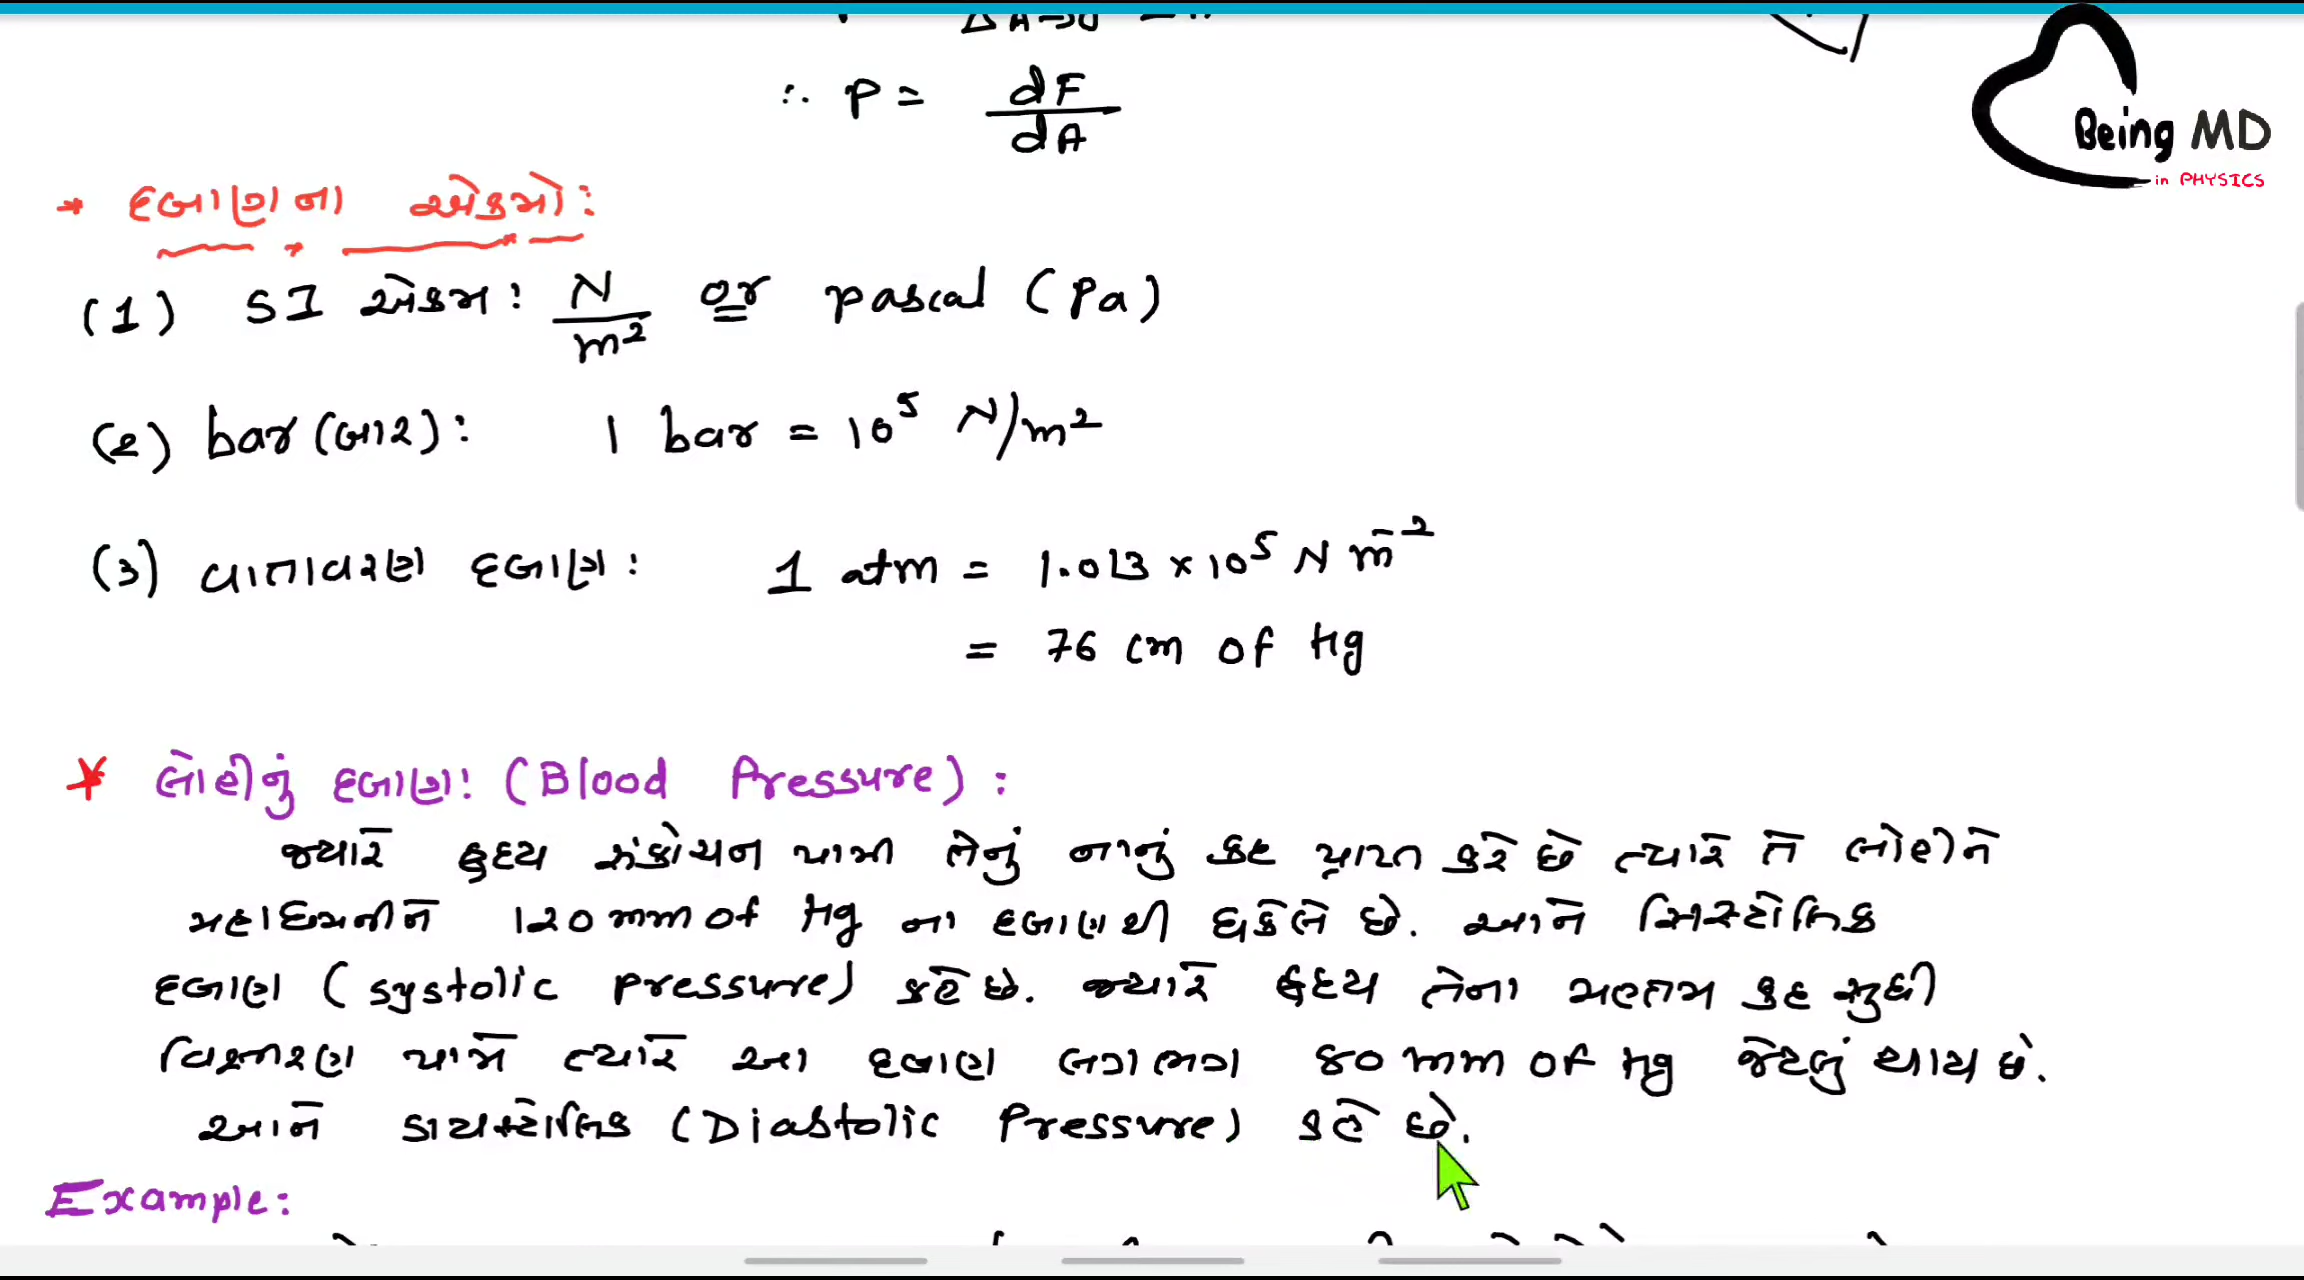 ∴ P = dF/dA
Being MD
in PHYSICS
* દબાણના એકમો:
(1) SI એકમ: N/m² or pascal (Pa)
(૨) bar (બાર): 1 bar = 10⁵ N/m²
(3) વાતાવરણ દબાણ: 1 atm = 1.013 × 10⁵ N m⁻²
= 76 cm of Hg
* લોહીનું દબાણ: (Blood Pressure):
જ્યારે હૃદય સંકોચન પામી તેનું નાનું કદ પ્રાપ્ત કરે છે ત્યારે તે લોહીને
મહાધમનીને 120 mm of Hg ના દબાણથી ધકેલે છે. આને સિસ્ટોલિક
દબાણ (systolic pressure) કહે છે. જ્યારે હૃદય તેના મહત્તમ કદ સુધી
વિસ્તરણ પામે ત્યારે આ દબાણ લગભગ 80 mm of Hg જેટલું થાય છે.
આને ડાયસ્ટોલિક (Diastolic Pressure) કહે છે.
Example: